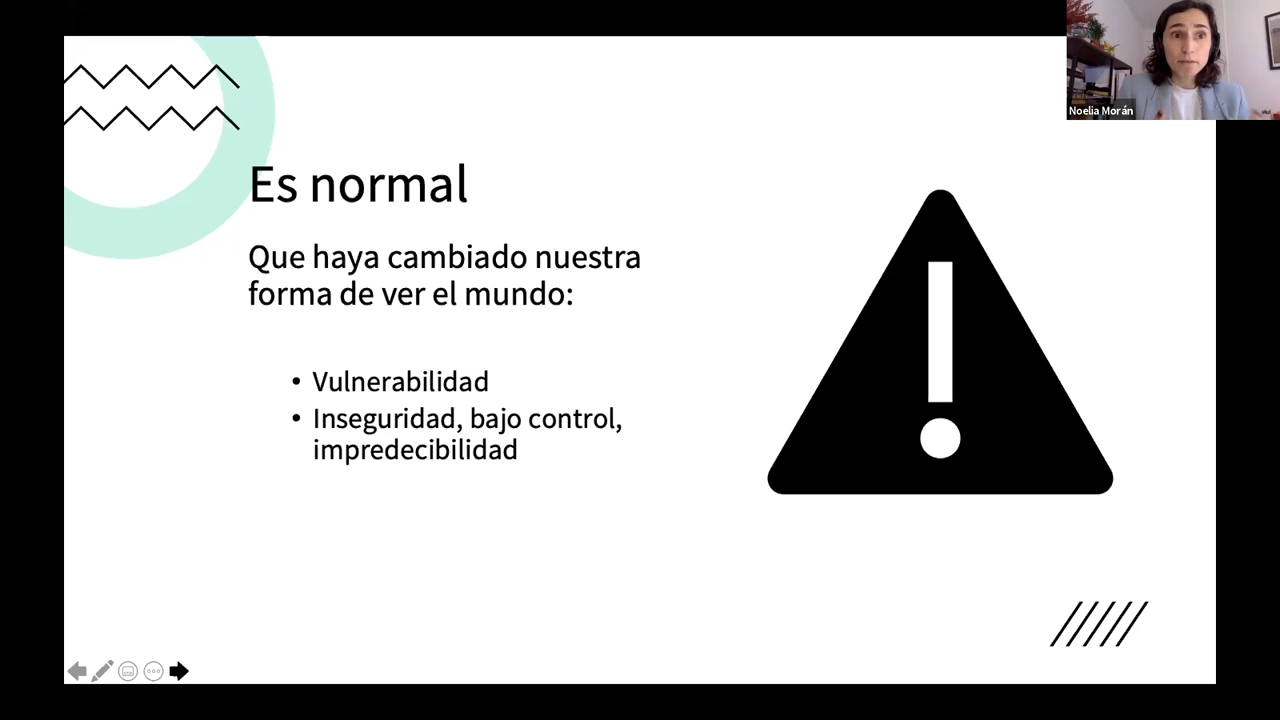 Noelia Morán
Es normal
Que haya cambiado nuestra
forma de ver el mundo:
• Vulnerabilidad
• Inseguridad, bajo control,
impredecibilidad